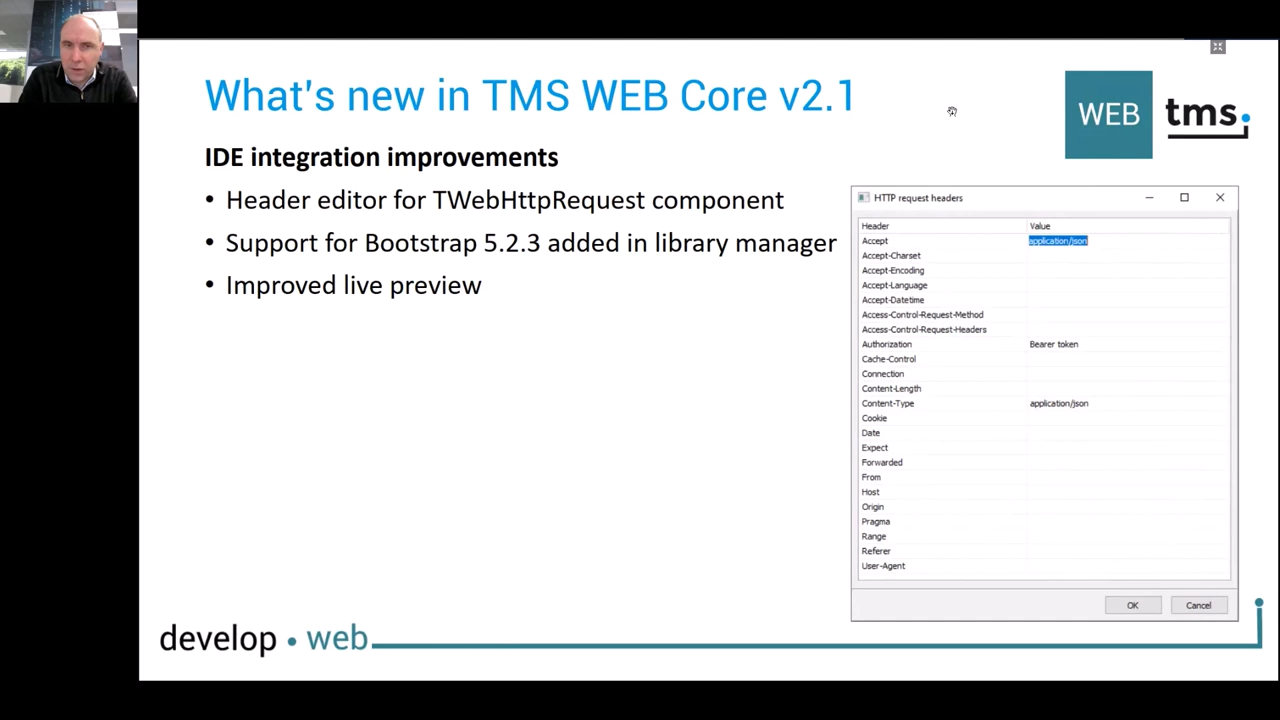 What's new in TMS WEB Core v2.1
WEB tms.
IDE integration improvements
• Header editor for TWebHttpRequest component
• Support for Bootstrap 5.2.3 added in library manager
• Improved live preview
HTTP request headers
Header Value
Accept application/json
Accept-Charset
Accept-Encoding
Accept-Language
Accept-Datetime
Access-Control-Request-Method
Access-Control-Request-Headers
Authorization Bearer token
Cache-Control
Connection
Content-Length
Content-Type application/json
Cookie
Date
Expect
Forwarded
From
Host
Origin
Pragma
Range
Referer
User-Agent
OK Cancel
develop • web